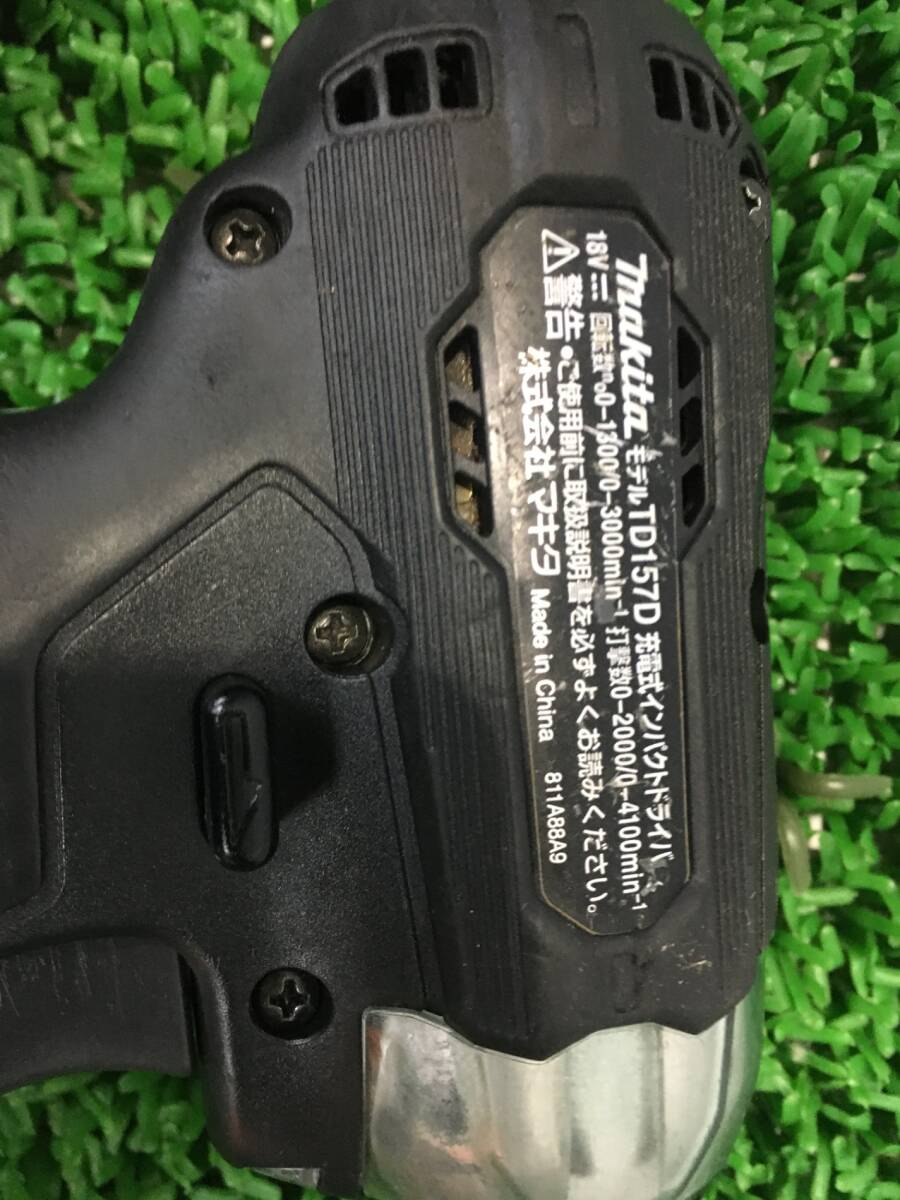 makita モデル TD157D 充電式インパクトドライバ
18V⎓ 回転数n₀0-1300/0-3000min⁻¹ 打撃数0-2000/0-4100min⁻¹
⚠警告 ●ご使用前に取扱説明書を必ずよくお読みください。
株式会社 マキタ Made in China 811A88A9